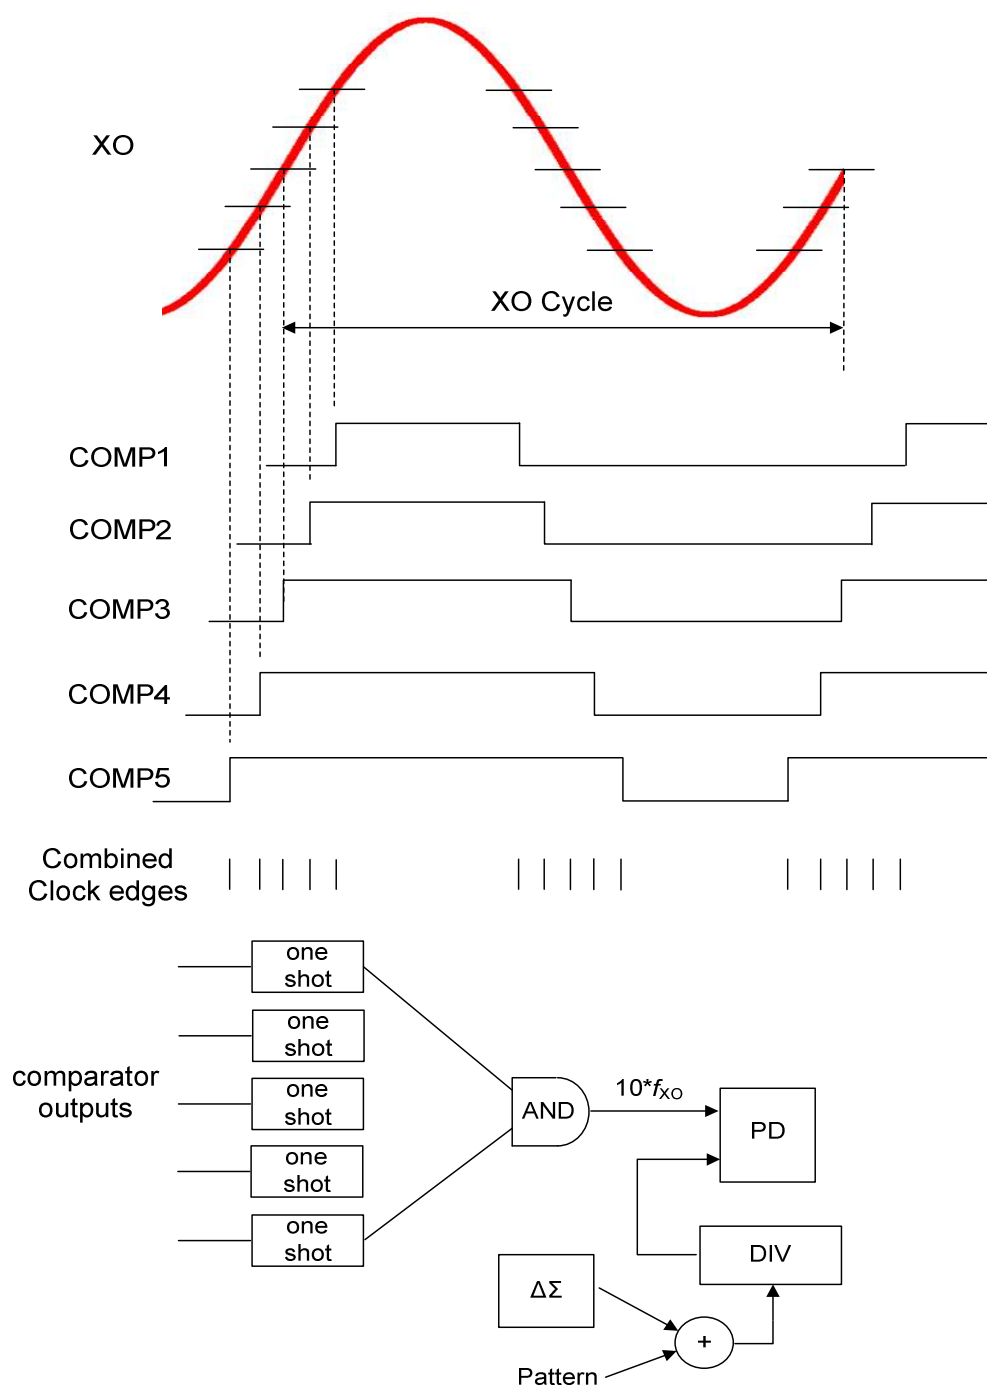 XO
XO Cycle
COMP1
COMP2
COMP3
COMP4
COMP5
Combined
Clock edges
one
shot
one
shot
one
shot
one
shot
one
shot
comparator
outputs
AND
10*fXO
PD
DIV
ΔΣ
+
Pattern